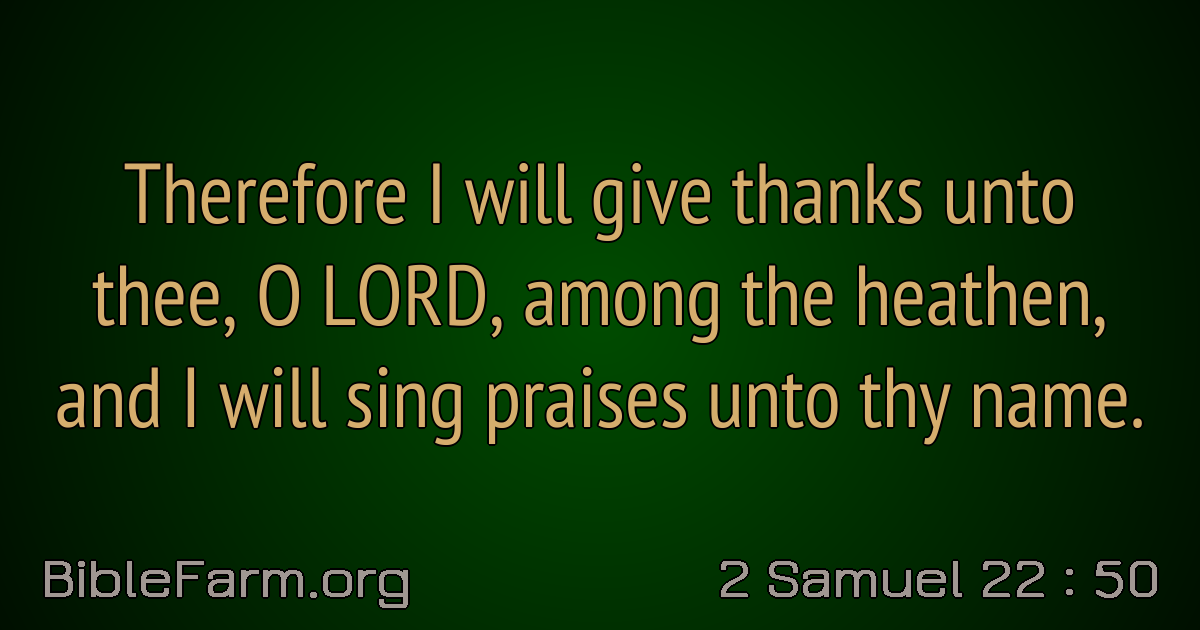 Therefore I will give thanks unto
thee, O LORD, among the heathen,
and I will sing praises unto thy name.
BibleFarm.org
2 Samuel 22 : 50